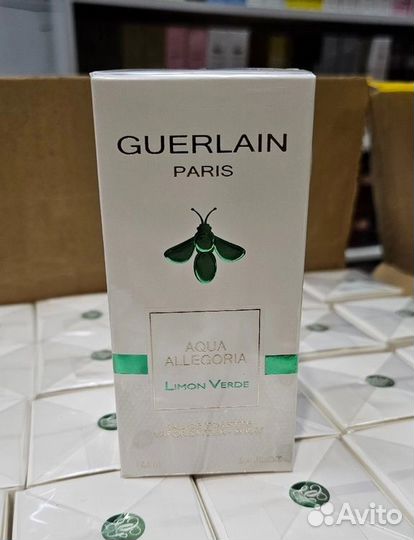 GUERLAIN
PARIS
AQUA
ALLEGORIA
LIMON VERDE
Avito